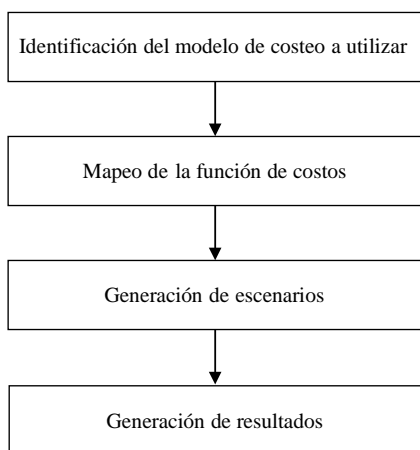 Identificación del modelo de costeo a utilizar
Mapeo de la función de costos
Generación de escenarios
Generación de resultados